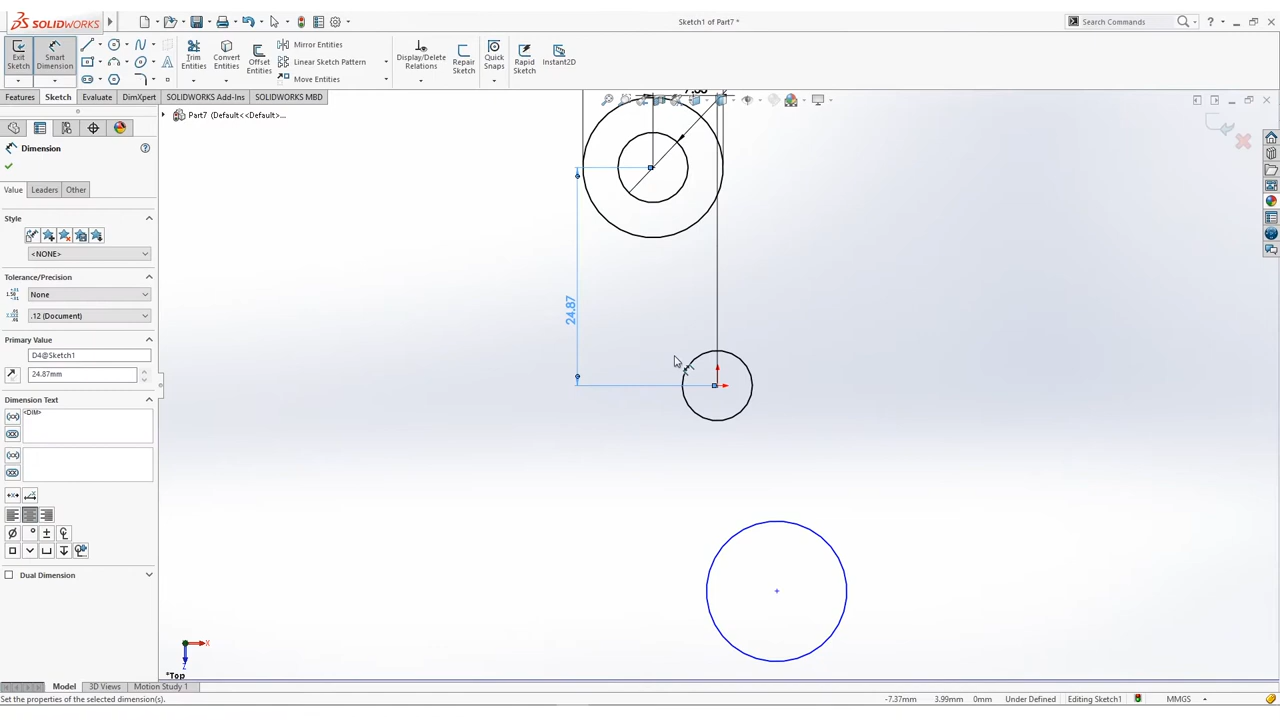 SOLIDWORKS
Sketch1 of Part7 *
Search Commands
Exit Sketch
Smart Dimension
Trim Entities
Convert Entities
Offset Entities
Mirror Entities
Linear Sketch Pattern
Move Entities
Display/Delete Relations
Repair Sketch
Quick Snaps
Rapid Sketch
Instant2D
Features
Sketch
Evaluate
DimXpert
SOLIDWORKS Add-Ins
SOLIDWORKS MBD
Part7 (Default<<Default>...
Dimension
Value
Leaders
Other
Style
<NONE>
Tolerance/Precision
None
.12 (Document)
Primary Value
D4@Sketch1
24.87mm
Dimension Text
<DIM>
Dual Dimension
24.87
X
Z
*Top
Model
3D Views
Motion Study 1
Set the properties of the selected dimension(s).
-7.37mm
3.99mm
0mm
Under Defined
Editing Sketch1
MMGS